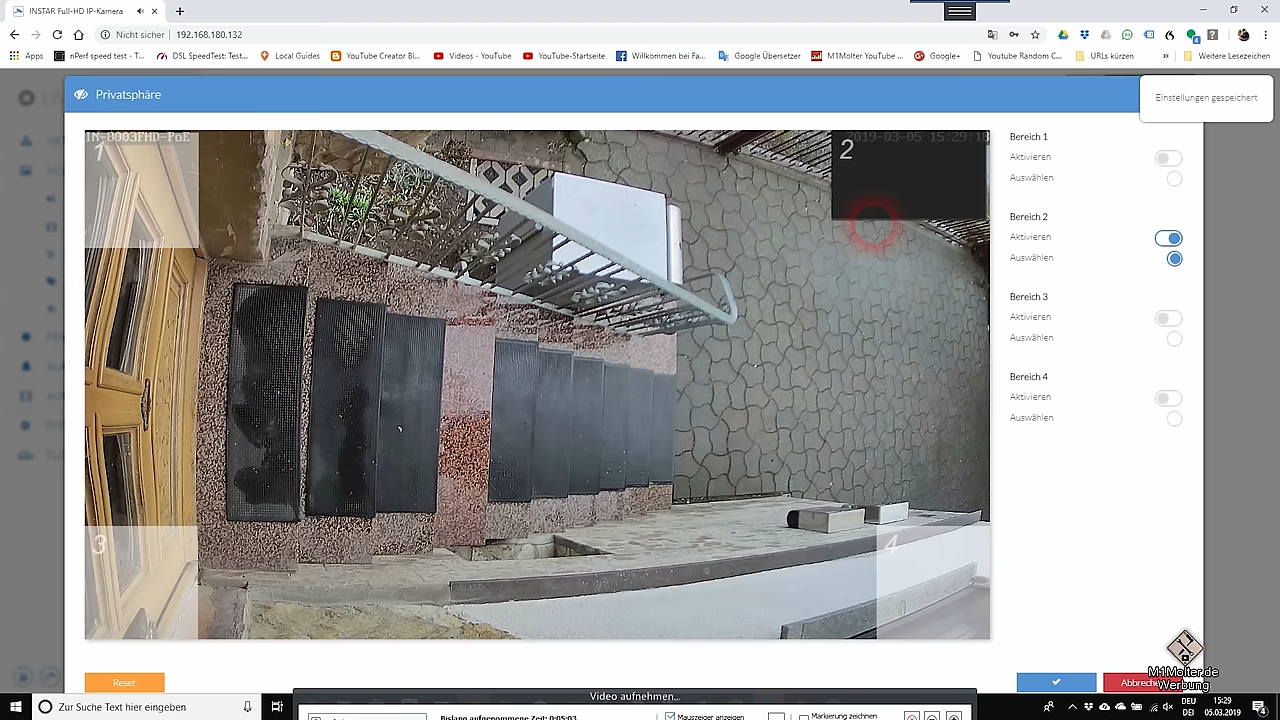 INSTAR Full-HD IP-Kamera
Nicht sicher | 192.168.180.132
Apps
nPerf speed test - T...
DSL SpeedTest: Test...
Local Guides
YouTube Creator Bl...
Videos - YouTube
YouTube-Startseite
Willkommen bei Fa...
Google Übersetzer
M1Molter YouTube ...
Google+
Youtube Random C...
URLs kürzen
»
Weitere Lesezeichen
Privatsphäre
Einstellungen gespeichert
IN-8003FHD-PoE
2019-03-05 15:29:18
1
2
3
4
Bereich 1
Aktivieren
Auswählen
Bereich 2
Aktivieren
Auswählen
Bereich 3
Aktivieren
Auswählen
Bereich 4
Aktivieren
Auswählen
Reset
M1Molter.de
Werbung
Video aufnehmen...
Zur Suche Text hier eingeben
Bislang aufgenommene Zeit: 0:05:03
Mauszeiger anzeigen
Markierung zeichnen
DEU
DEI
15:29
05.03.2019